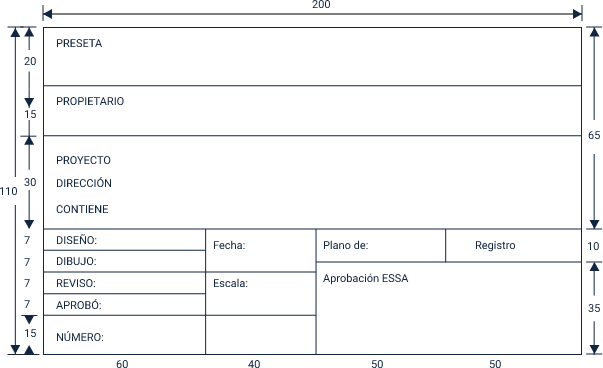 200
PRESETA
20
PROPIETARIO
15
65
PROYECTO
30
DIRECCIÓN
110
CONTIENE
7
DISEÑO:
Fecha:
Plano de:
Registro
10
7
DIBUJO:
7
REVISO:
Escala:
Aprobación ESSA
7
APROBÓ:
35
15
NÚMERO:
60
40
50
50